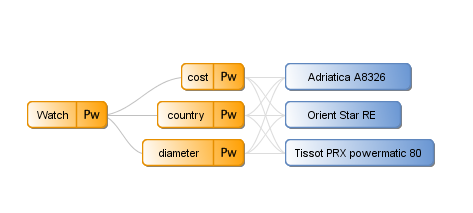 cost Pw
Adriatica A8326
Watch Pw
country Pw
Orient Star RE
diameter Pw
Tissot PRX powermatic 80